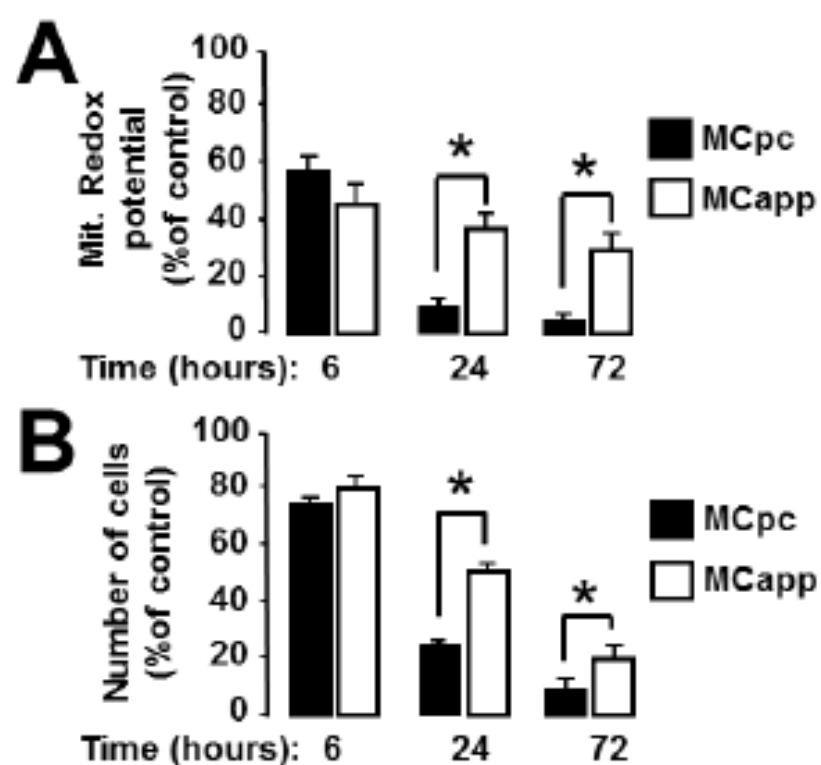 A
Mit. Redox
potential
(%of control)
100
80
60
40
20
0
*
*
MCpc
MCapp
Time (hours): 6 24 72
B
Number of cells
(%of control)
100
80
60
40
20
0
*
*
MCpc
MCapp
Time (hours): 6 24 72